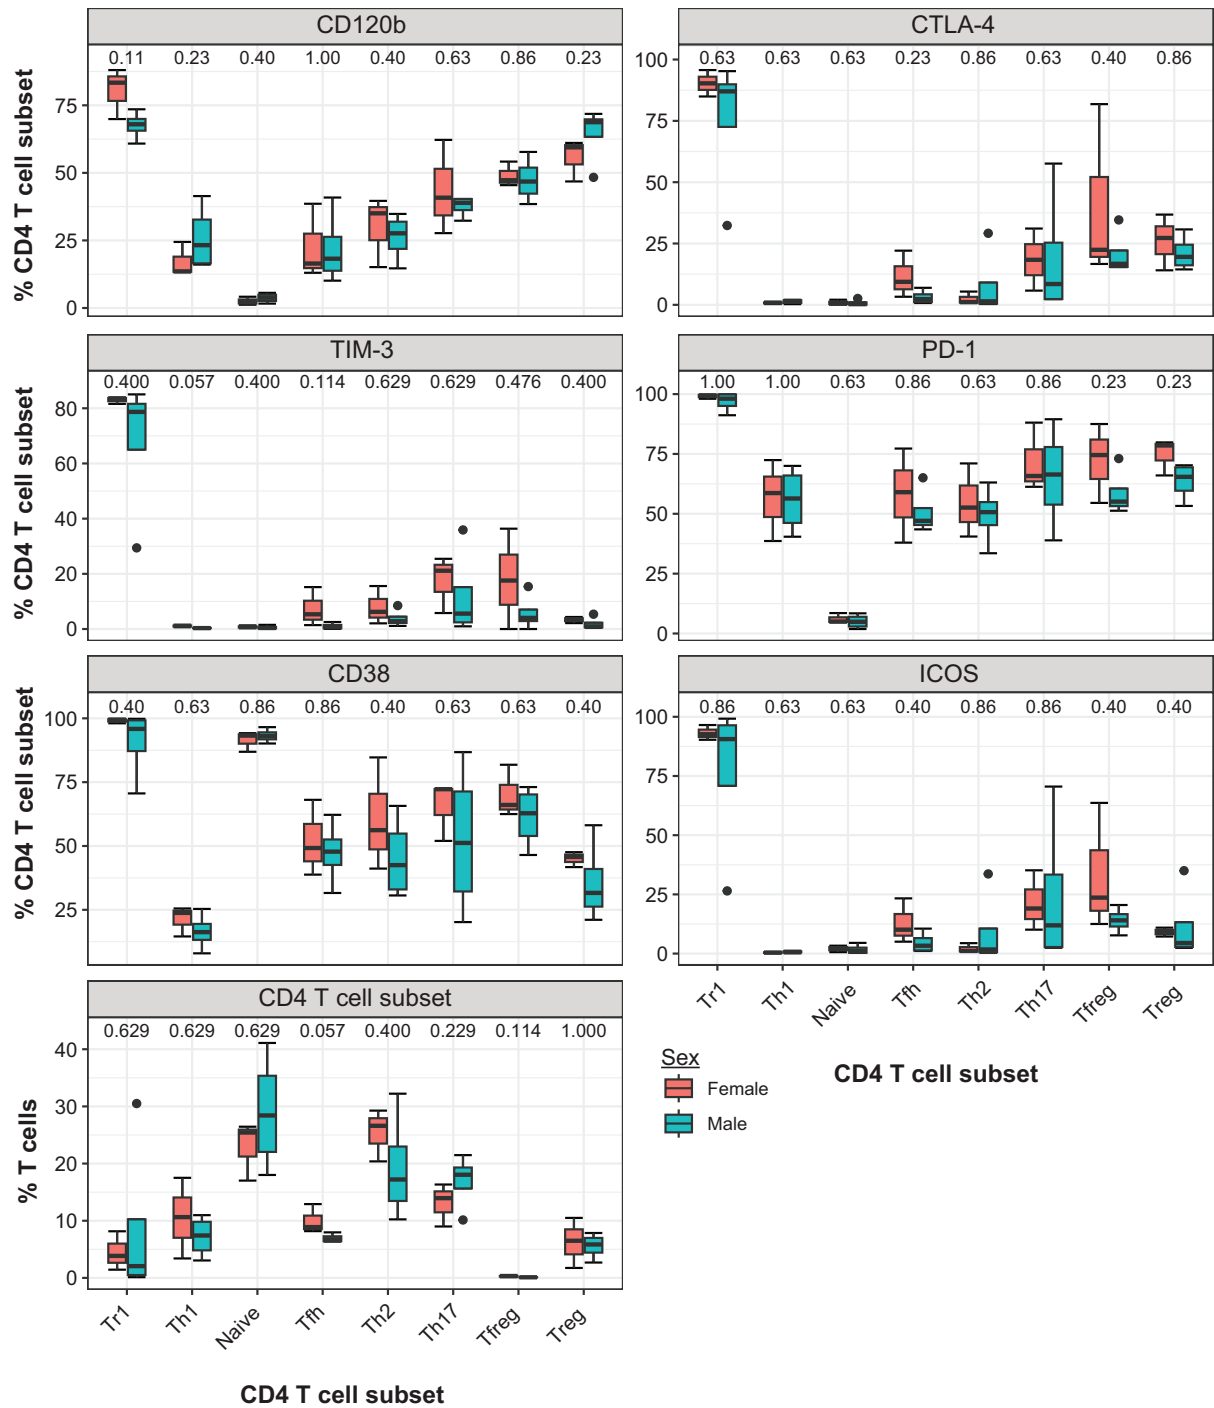 CD120b
0.11 0.23 0.40 1.00 0.40 0.63 0.86 0.23
% CD4 T cell subset
75
50
25
0
CTLA-4
0.63 0.63 0.63 0.23 0.86 0.63 0.40 0.86
100
75
50
25
0
TIM-3
0.400 0.057 0.400 0.114 0.629 0.629 0.476 0.400
% CD4 T cell subset
80
60
40
20
0
PD-1
1.00 1.00 0.63 0.86 0.63 0.86 0.23 0.23
100
75
50
25
0
CD38
0.40 0.63 0.86 0.86 0.40 0.63 0.63 0.40
% CD4 T cell subset
100
75
50
25
ICOS
0.86 0.63 0.63 0.40 0.86 0.86 0.40 0.40
100
75
50
25
0
Tr1 Th1 Naive Tfh Th2 Th17 Tfreg Treg
CD4 T cell subset
CD4 T cell subset
0.629 0.629 0.629 0.057 0.400 0.229 0.114 1.000
% T cells
40
30
20
10
0
Tr1 Th1 Naive Tfh Th2 Th17 Tfreg Treg
CD4 T cell subset
Sex
Female
Male